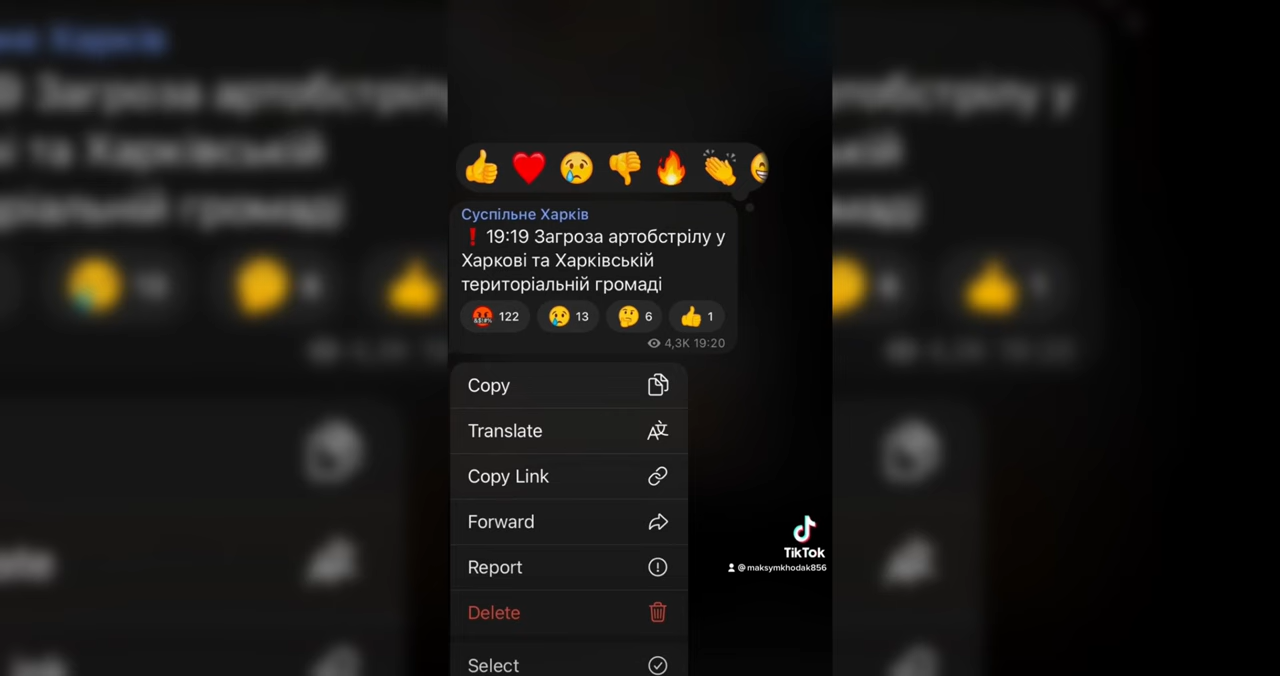 Суспільне Харків
❗ 19:19 Загроза артобстрілу у
Харкові та Харківській
територіальній громаді
122 13 6 1
4,3K 19:20
Copy
Translate
Copy Link
Forward
Report
Delete
Select
TikTok
@maksymkhodak856